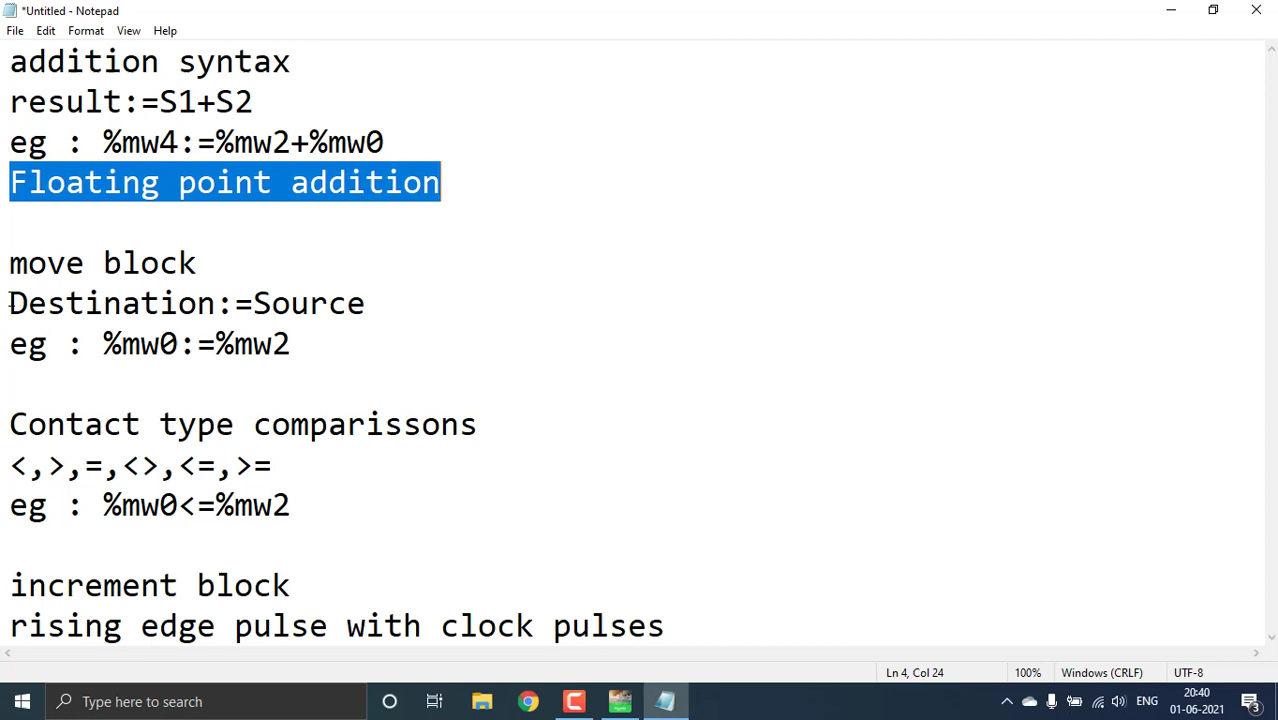 *Untitled - Notepad
File Edit Format View Help
addition syntax
result:=S1+S2
eg : %mw4:=%mw2+%mw0
Floating point addition
move block
Destination:=Source
eg : %mw0:=%mw2
Contact type comparissons
<,>,=,<>,<=,>=
eg : %mw0<=%mw2
increment block
rising edge pulse with clock pulses
Ln 4, Col 24 100% Windows (CRLF) UTF-8
Type here to search
ENG
20:40
01-06-2021
3